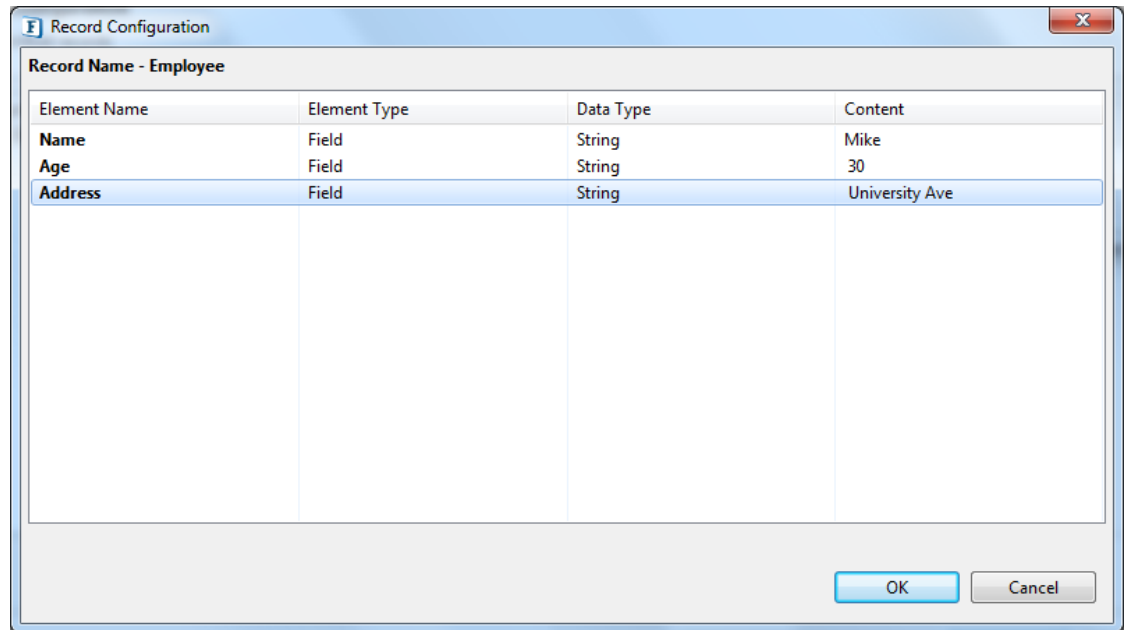 Record Configuration
Record Name - Employee
Element Name Element Type Data Type Content
Name Field String Mike
Age Field String 30
Address Field String University Ave
OK Cancel